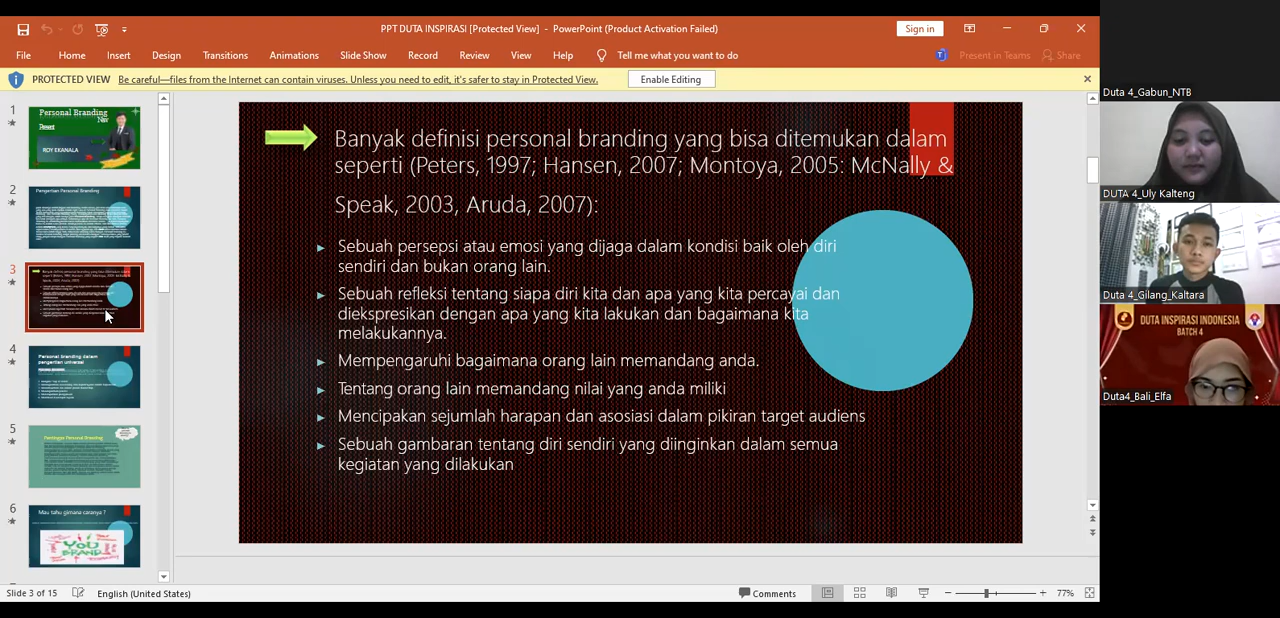 PPT DUTA INSPIRASI [Protected View] - PowerPoint (Product Activation Failed)
Sign in
File Home Insert Design Transitions Animations Slide Show Record Review View Help Tell me what you want to do Present in Teams Share
PROTECTED VIEW Be careful—files from the Internet can contain viruses. Unless you need to edit, it's safer to stay in Protected View. Enable Editing
1
Personal Branding
ROY EKANALA
2
Pengertian Personal Branding
3
4
Personal branding dalam
pengertian universal
5
Pentingya Personal Branding
6
Mau tahu gimana caranya ?
YOU
BRAND
Banyak definisi personal branding yang bisa ditemukan dalam
seperti (Peters, 1997; Hansen, 2007; Montoya, 2005: McNally &
Speak, 2003, Aruda, 2007):
Sebuah persepsi atau emosi yang dijaga dalam kondisi baik oleh diri
sendiri dan bukan orang lain.
Sebuah refleksi tentang siapa diri kita dan apa yang kita percayai dan
diekspresikan dengan apa yang kita lakukan dan bagaimana kita
melakukannya.
Mempengaruhi bagaimana orang lain memandang anda
Tentang orang lain memandang nilai yang anda miliki
Mencipakan sejumlah harapan dan asosiasi dalam pikiran target audiens
Sebuah gambaran tentang diri sendiri yang diinginkan dalam semua
kegiatan yang dilakukan
Slide 3 of 15 English (United States) Comments 77%
Duta 4_Gabun_NTB
DUTA 4_Uly Kalteng
Duta 4_Gilang_Kaltara
DUTA INSPIRASI INDONESIA
BATCH 4
Duta4_Bali_Elfa